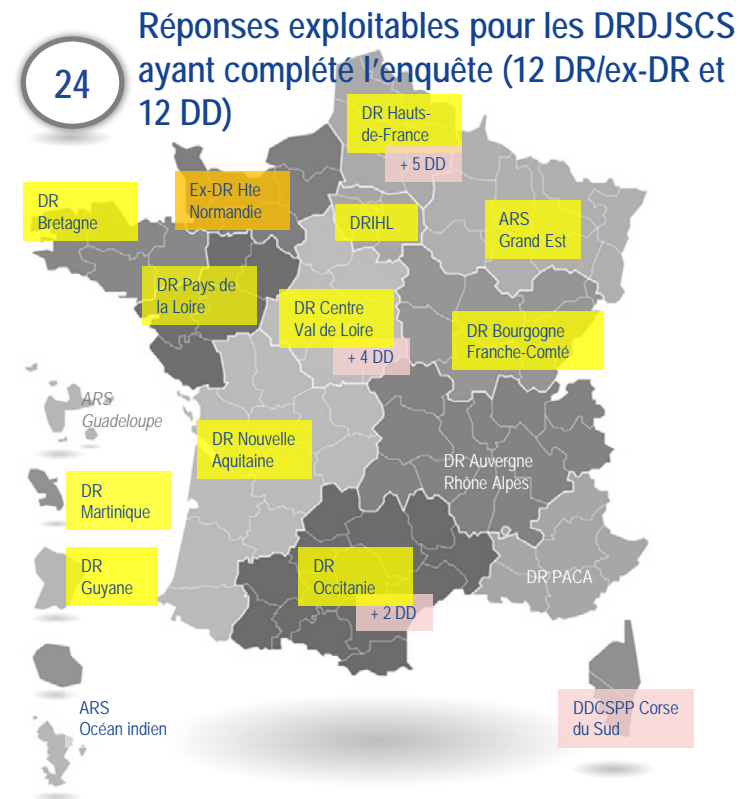 Réponses exploitables pour les DRDJSCS
ayant complété l'enquête (12 DR/ex-DR et
12 DD)
24
DR Hauts-
de-France
+ 5 DD
DR
Bretagne
Ex-DR Hte
Normandie
DRIHL
ARS
Grand Est
DR Pays de
la Loire
DR Centre
Val de Loire
+ 4 DD
DR Bourgogne
Franche-Comté
ARS
Guadeloupe
DR Nouvelle
Aquitaine
DR Auvergne
Rhône Alpes
DR
Martinique
DR
Guyane
DR
Occitanie
+ 2 DD
DR PACA
ARS
Océan indien
DDCSPP Corse
du Sud